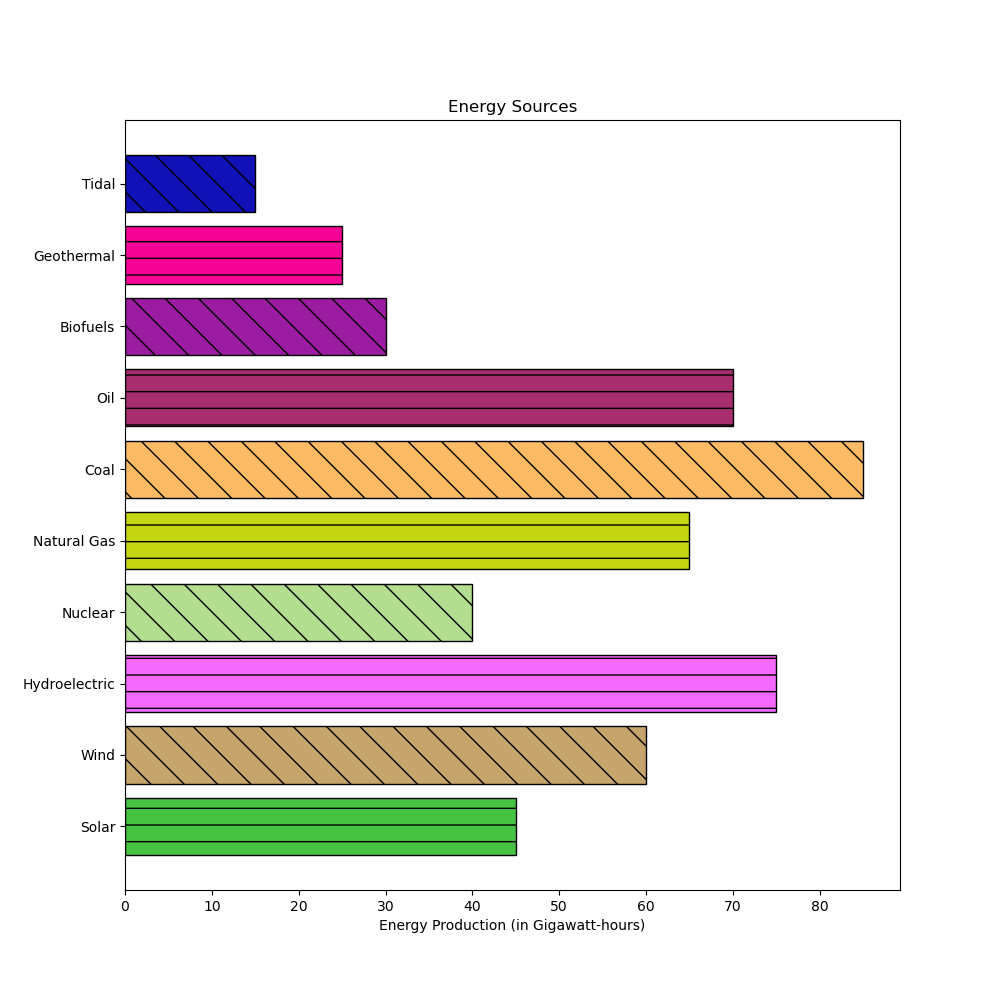 Energy Sources
Tidal
Geothermal
Biofuels
Oil
Coal
Natural Gas
Nuclear
Hydroelectric
Wind
Solar
0 10 20 30 40 50 60 70 80
Energy Production (in Gigawatt-hours)